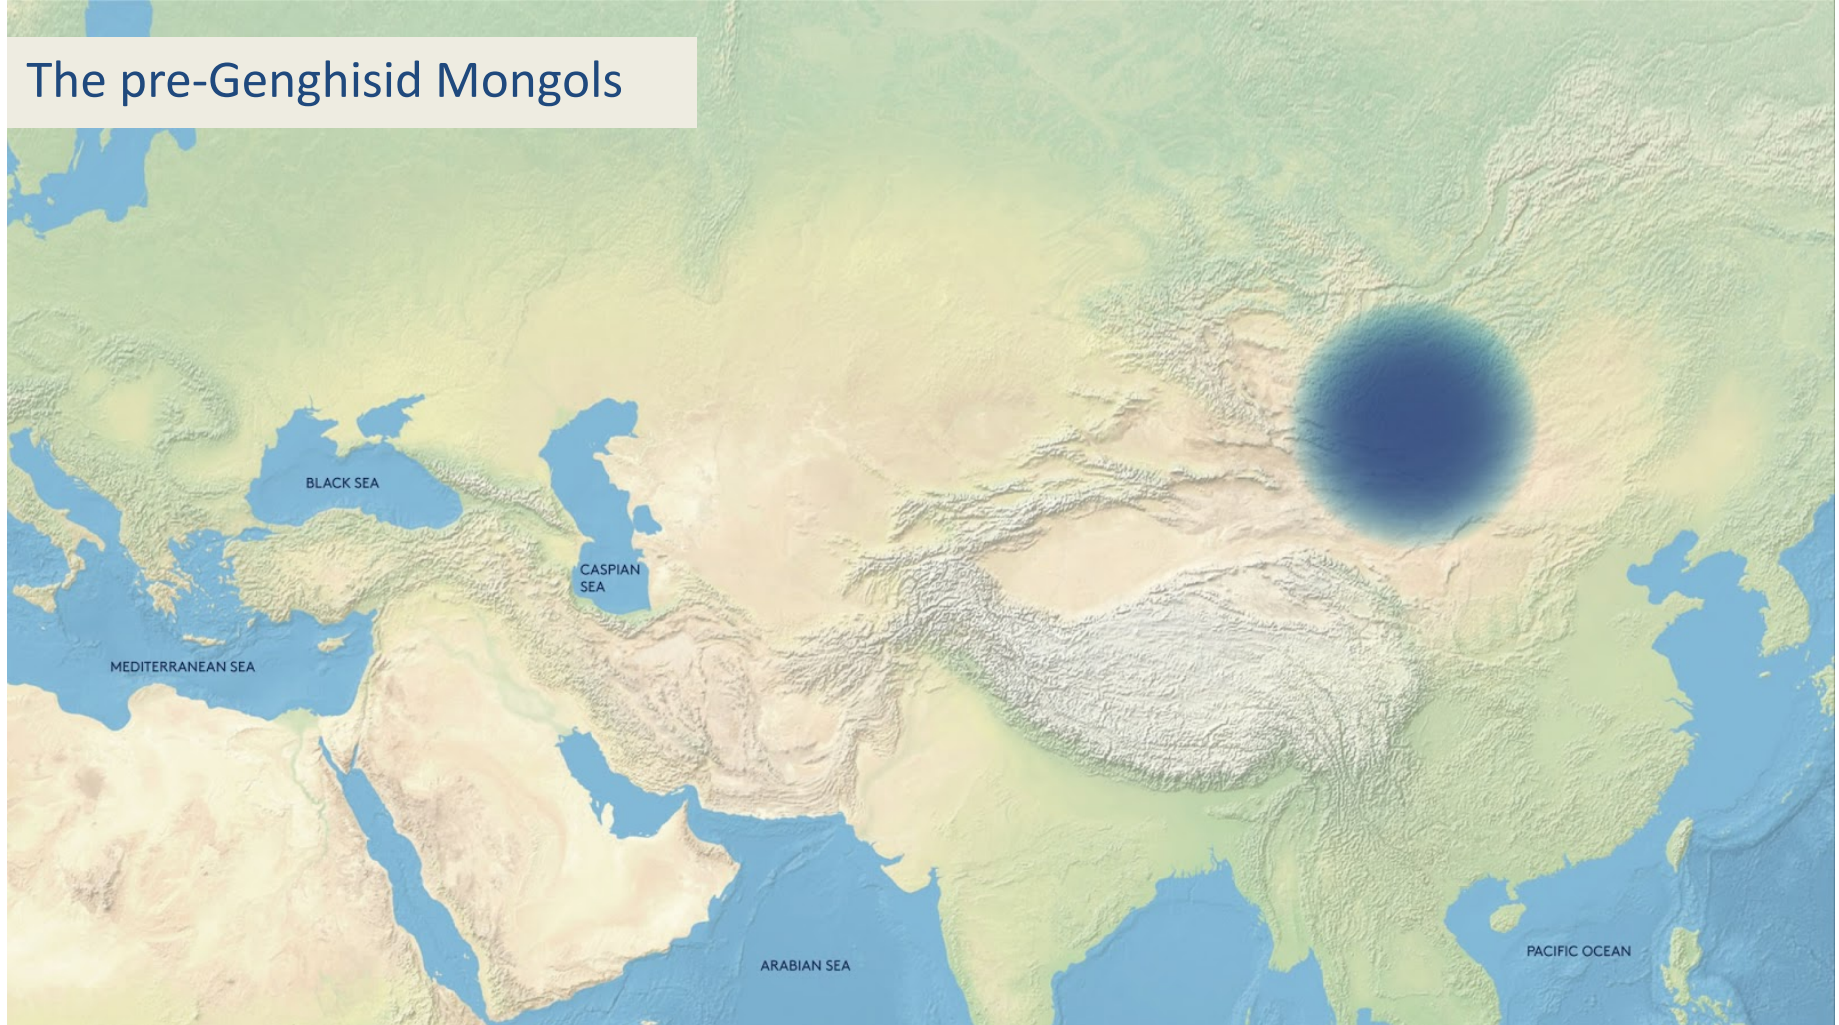 The pre-Genghisid Mongols
BLACK SEA
CASPIAN
SEA
MEDITERRANEAN SEA
ARABIAN SEA
PACIFIC OCEAN